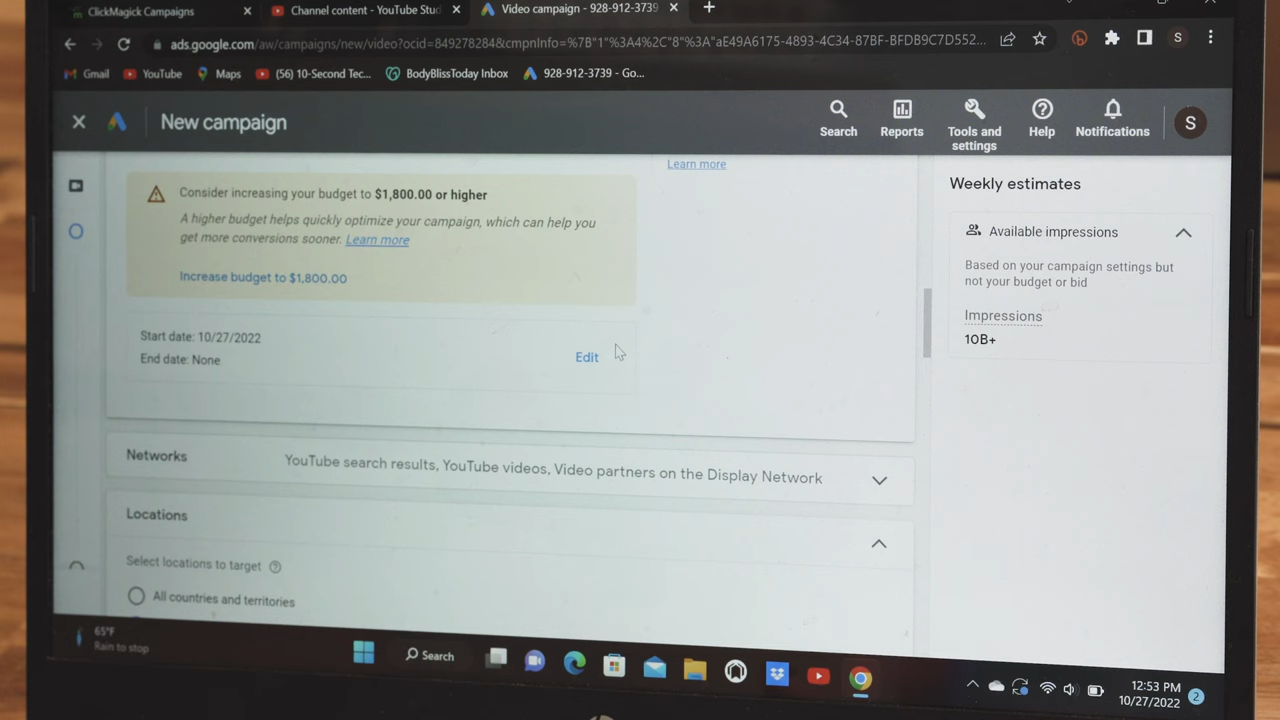 ClickMagick Campaigns
Channel content - YouTube Stud
Video campaign - 928-912-3739
ads.google.com/aw/campaigns/new/video?ocid=849278284&cmpnInfo=%7B"1"%3A4%2C"8"%3A"aE49A6175-4893-4C34-87BF-BFDB9C7D552...
S
Gmail
YouTube
Maps
(56) 10-Second Tec...
BodyBlissToday Inbox
928-912-3739 - Go...
New campaign
Search
Reports
Tools and settings
Help
Notifications
S
Learn more
Consider increasing your budget to $1,800.00 or higher
A higher budget helps quickly optimize your campaign, which can help you
get more conversions sooner. Learn more
Increase budget to $1,800.00
Start date: 10/27/2022
End date: None
Edit
Networks
YouTube search results, YouTube videos, Video partners on the Display Network
Locations
Select locations to target
All countries and territories
Weekly estimates
Available impressions
Based on your campaign settings but
not your budget or bid
Impressions
10B+
65°F
Rain to stop
Search
12:53 PM
10/27/2022
2